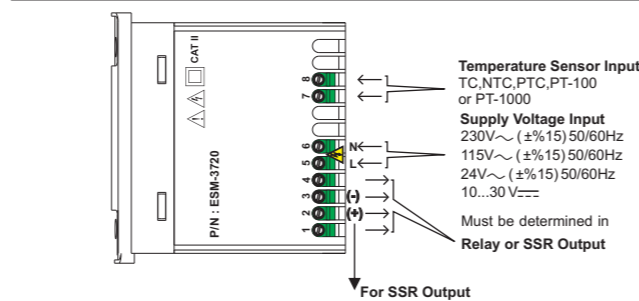 CAT II
P/N : ESM-3720
8
7
6
5
4
3
2
1
N
L
(-)
(+)
Temperature Sensor Input
TC,NTC,PTC,PT-100
or PT-1000
Supply Voltage Input
230V～ (±%15) 50/60Hz
115V～ (±%15) 50/60Hz
24V～ (±%15) 50/60Hz
10...30 V⎓
Must be determined in
Relay or SSR Output
For SSR Output